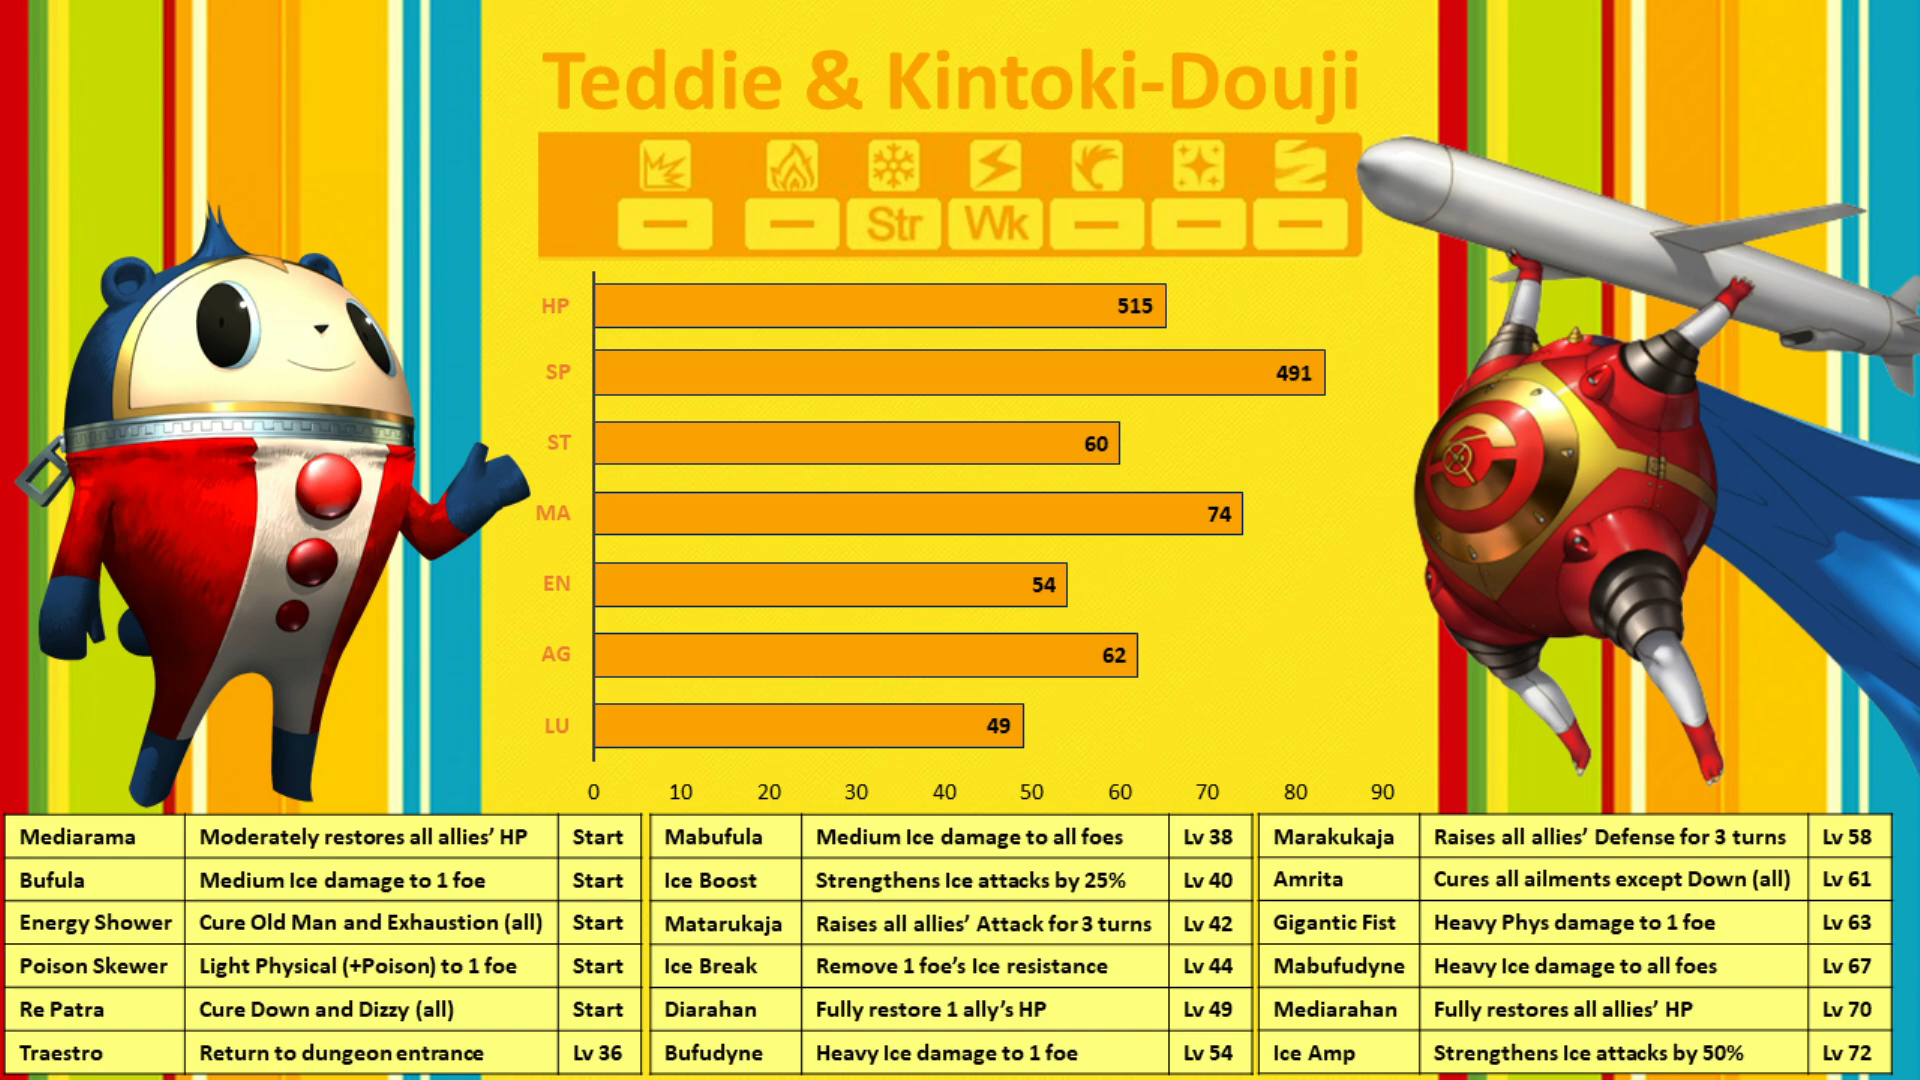 Teddie & Kintoki-Douji
— — Str Wk — — —
HP 515
SP 491
ST 60
MA 74
EN 54
AG 62
LU 49
0 10 20 30 40 50 60 70 80 90
Mediarama Moderately restores all allies’ HP Start
Bufula Medium Ice damage to 1 foe Start
Energy Shower Cure Old Man and Exhaustion (all) Start
Poison Skewer Light Physical (+Poison) to 1 foe Start
Re Patra Cure Down and Dizzy (all) Start
Traestro Return to dungeon entrance Lv 36
Mabufula Medium Ice damage to all foes Lv 38
Ice Boost Strengthens Ice attacks by 25% Lv 40
Matarukaja Raises all allies’ Attack for 3 turns Lv 42
Ice Break Remove 1 foe’s Ice resistance Lv 44
Diarahan Fully restore 1 ally’s HP Lv 49
Bufudyne Heavy Ice damage to 1 foe Lv 54
Marakukaja Raises all allies’ Defense for 3 turns Lv 58
Amrita Cures all ailments except Down (all) Lv 61
Gigantic Fist Heavy Phys damage to 1 foe Lv 63
Mabufudyne Heavy Ice damage to all foes Lv 67
Mediarahan Fully restores all allies’ HP Lv 70
Ice Amp Strengthens Ice attacks by 50% Lv 72